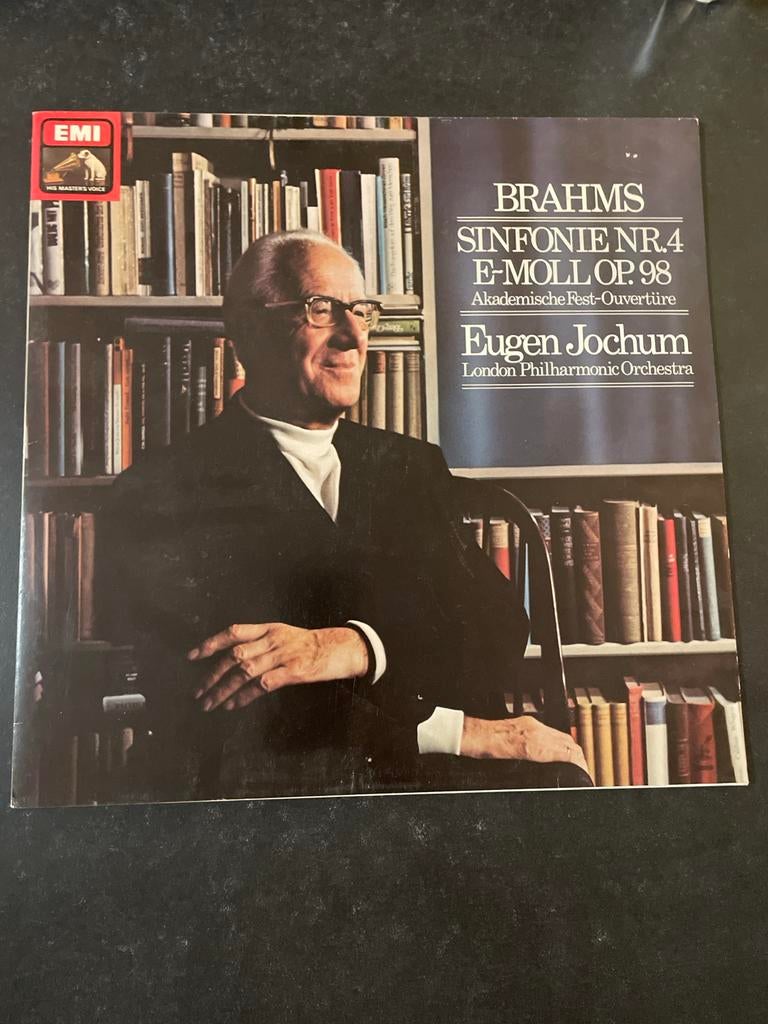 EMI
HIS MASTER'S VOICE
BRAHMS
SINFONIE NR.4
E-MOLL OP. 98
Akademische Fest-Ouvertüre
Eugen Jochum
London Philharmonic Orchestra